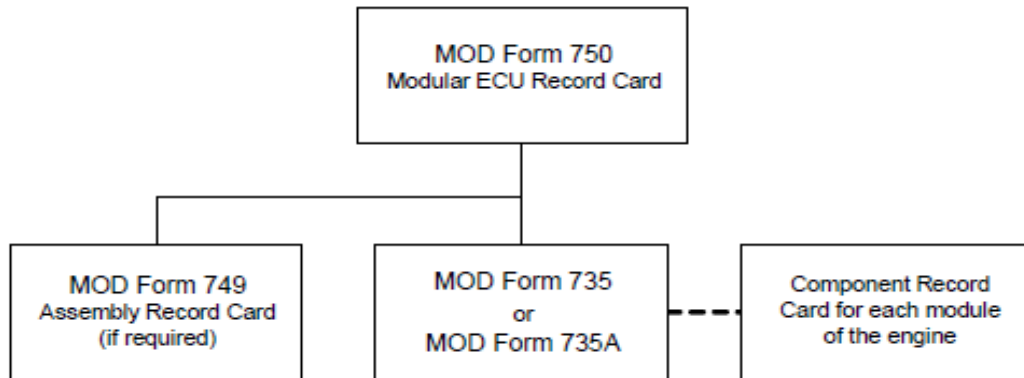 MOD Form 750
Modular ECU Record Card
MOD Form 749
Assembly Record Card
(if required)
MOD Form 735
or
MOD Form 735A
Component Record
Card for each module
of the engine